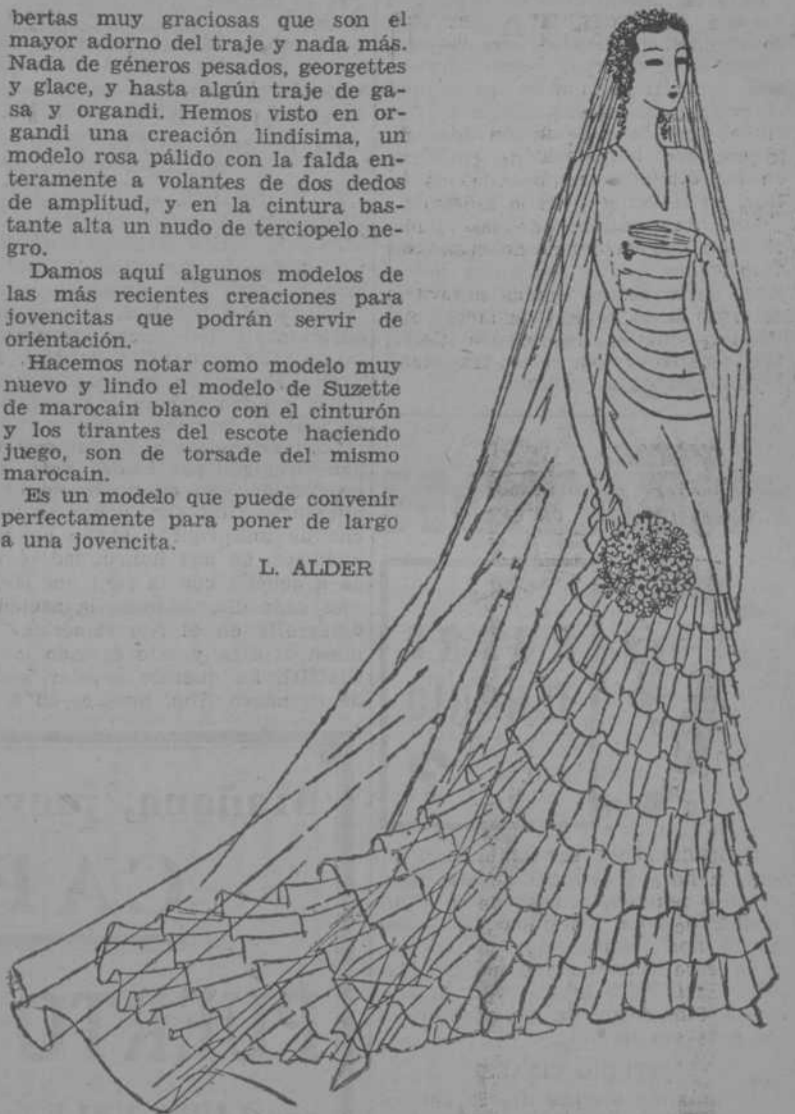 bertas muy graciosas que son el
mayor adorno del traje y nada más.
Nada de géneros pesados, georgettes
y glace, y hasta algún traje de ga-
sa y organdi. Hemos visto en or-
gandi una creación lindísima, un
modelo rosa pálido con la falda en-
teramente a volantes de dos dedos
de amplitud, y en la cintura bas-
tante alta un nudo de terciopelo ne-
gro.
Damos aquí algunos modelos de
las más recientes creaciones para
jovencitas que podrán servir de
orientación.
Hacemos notar como modelo muy
nuevo y lindo el modelo de Suzette
de marocain blanco con el cinturón
y los tirantes del escote haciendo
juego, son de torsade del mismo
marocain.
Es un modelo que puede convenir
perfectamente para poner de largo
a una jovencita.
L. ALDER